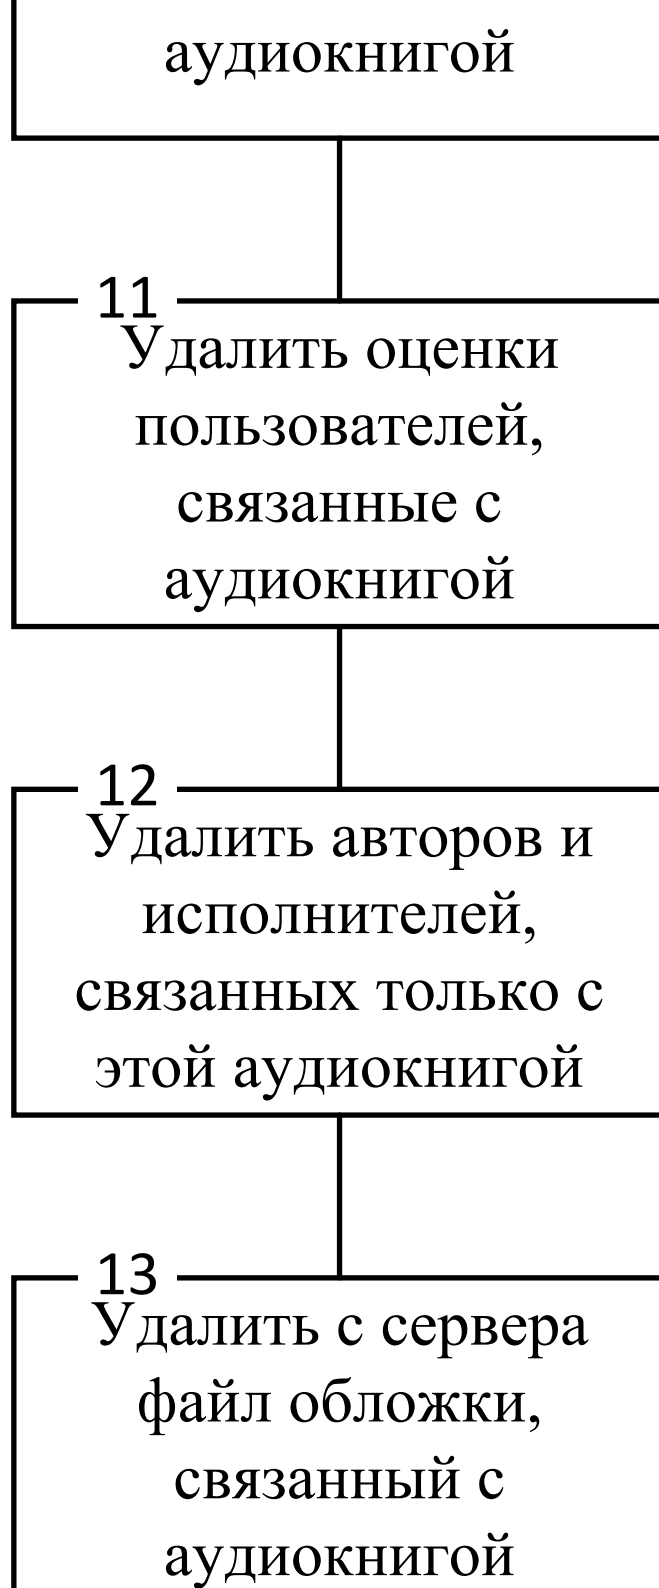 аудиокнигой
11
Удалить оценки
пользователей,
связанные с
аудиокнигой
12
Удалить авторов и
исполнителей,
связанных только с
этой аудиокнигой
13
Удалить с сервера
файл обложки,
связанный с
аудиокнигой